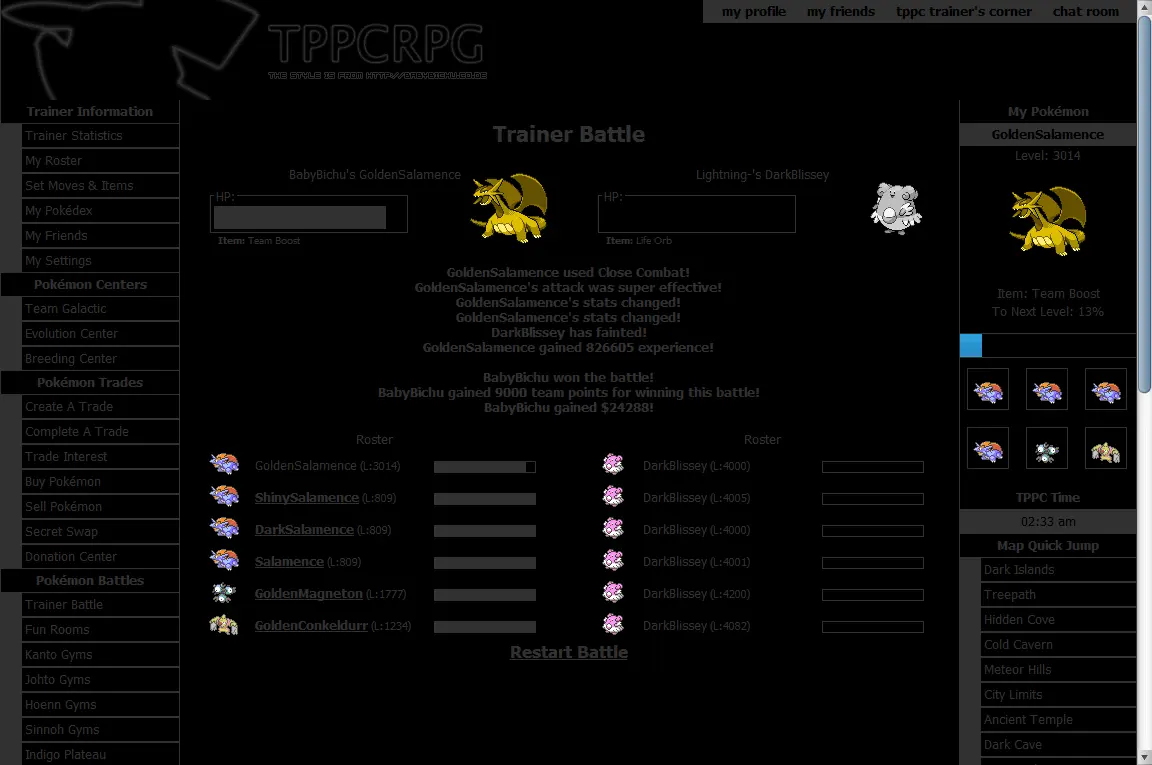 my profile my friends tppc trainer's corner chat room
TPPCRPG
THE STYLE IS FROM HTTP://BABYBICHU.CO.DE
Trainer Information
Trainer Statistics
My Roster
Set Moves & Items
My Pokédex
My Friends
My Settings
Pokémon Centers
Team Galactic
Evolution Center
Breeding Center
Pokémon Trades
Create A Trade
Complete A Trade
Trade Interest
Buy Pokémon
Sell Pokémon
Secret Swap
Donation Center
Pokémon Battles
Trainer Battle
Fun Rooms
Kanto Gyms
Johto Gyms
Hoenn Gyms
Sinnoh Gyms
Indigo Plateau
Trainer Battle
BabyBichu's GoldenSalamence
HP:
Item: Team Boost
Lightning-'s DarkBlissey
HP:
Item: Life Orb
GoldenSalamence used Close Combat!
GoldenSalamence's attack was super effective!
GoldenSalamence's stats changed!
GoldenSalamence's stats changed!
DarkBlissey has fainted!
GoldenSalamence gained 826605 experience!
BabyBichu won the battle!
BabyBichu gained 9000 team points for winning this battle!
BabyBichu gained $24288!
Roster
GoldenSalamence (L:3014)
ShinySalamence (L:809)
DarkSalamence (L:809)
Salamence (L:809)
GoldenMagneton (L:1777)
GoldenConkeldurr (L:1234)
Roster
DarkBlissey (L:4000)
DarkBlissey (L:4005)
DarkBlissey (L:4000)
DarkBlissey (L:4001)
DarkBlissey (L:4200)
DarkBlissey (L:4082)
Restart Battle
My Pokémon
GoldenSalamence
Level: 3014
Item: Team Boost
To Next Level: 13%
TPPC Time
02:33 am
Map Quick Jump
Dark Islands
Treepath
Hidden Cove
Cold Cavern
Meteor Hills
City Limits
Ancient Temple
Dark Cave